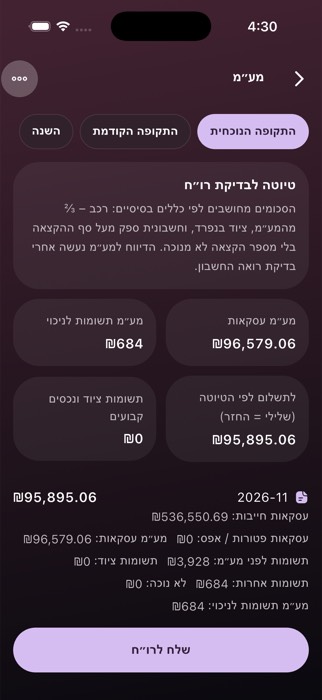 4:30
מע״מ
התקופה הנוכחית
התקופה הקודמת
השנה
טיוטה לבדיקת רו״ח
הסכומים מחושבים לפי כללים בסיסיים: רכב – ⅔
מהמע״מ, ציוד בנפרד, וחשבונית ספק מעל סף ההקצאה
בלי מספר הקצאה לא מנוכה. הדיווח למע״מ נעשה אחרי
בדיקת רואה החשבון.
מע״מ עסקאות
₪96,579.06
מע״מ תשומות לניכוי
₪684
לתשלום לפי הטיוטה
(שלילי = החזר)
₪95,895.06
תשומות ציוד ונכסים
קבועים
₪0
2026-11 ₪95,895.06
עסקאות חייבות: ₪536,550.69
עסקאות פטורות / אפס: ₪0 מע״מ עסקאות: ₪96,579.06
תשומות לפני מע״מ: ₪3,928 תשומות ציוד: ₪0
תשומות אחרות: ₪684 לא נוכה: ₪0
מע״מ תשומות לניכוי: ₪684
שלח לרו״ח